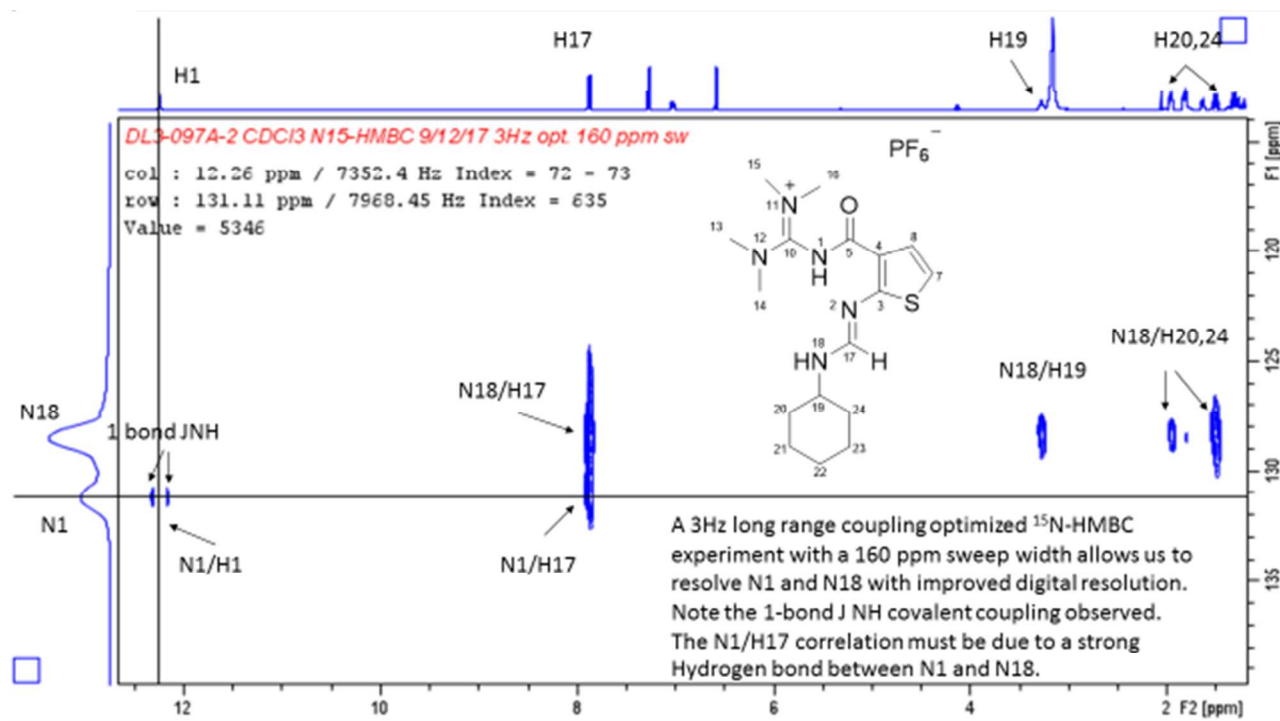 H17
H19
H20,24
H1
DL3-097A-2 CDCl3 N15-HMBC 9/12/17 3Hz opt. 160 ppm sw
col : 12.26 ppm / 7352.4 Hz Index = 72 - 73
row : 131.11 ppm / 7968.45 Hz Index = 635
Value = 5346
PF6−
15
16
+
11
N
O
13
12
1
8
N
10
N
5
4
7
H
14
3
S
2
N
18
HN
17
H
19
20
24
21
23
22
N18
1 bond JNH
N18/H17
N18/H19
N18/H20,24
N1
N1/H1
N1/H17
A 3Hz long range coupling optimized 15N-HMBC
experiment with a 160 ppm sweep width allows us to
resolve N1 and N18 with improved digital resolution.
Note the 1-bond J NH covalent coupling observed.
The N1/H17 correlation must be due to a strong
Hydrogen bond between N1 and N18.
F1 [ppm]
120
125
130
135
12
10
8
6
4
2
F2 [ppm]